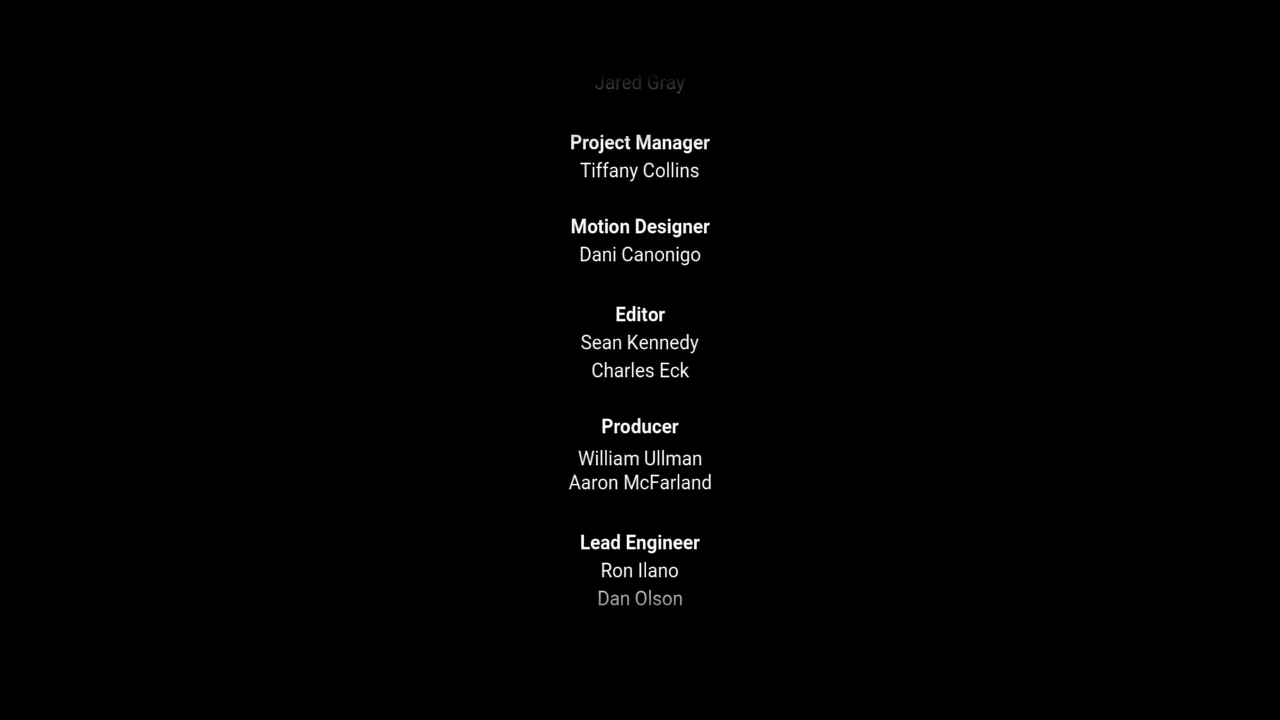 Jared Gray
Project Manager
Tiffany Collins
Motion Designer
Dani Canonigo
Editor
Sean Kennedy
Charles Eck
Producer
William Ullman
Aaron McFarland
Lead Engineer
Ron Ilano
Dan Olson